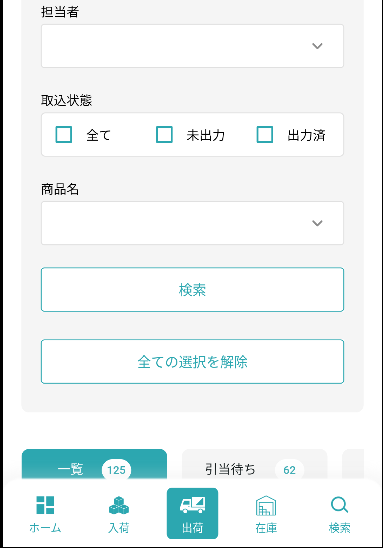 担当者
取込状態
全て 未出力 出力済
商品名
検索
全ての選択を解除
一覧 125 引当待ち 62
ホーム 入荷 出荷 在庫 検索